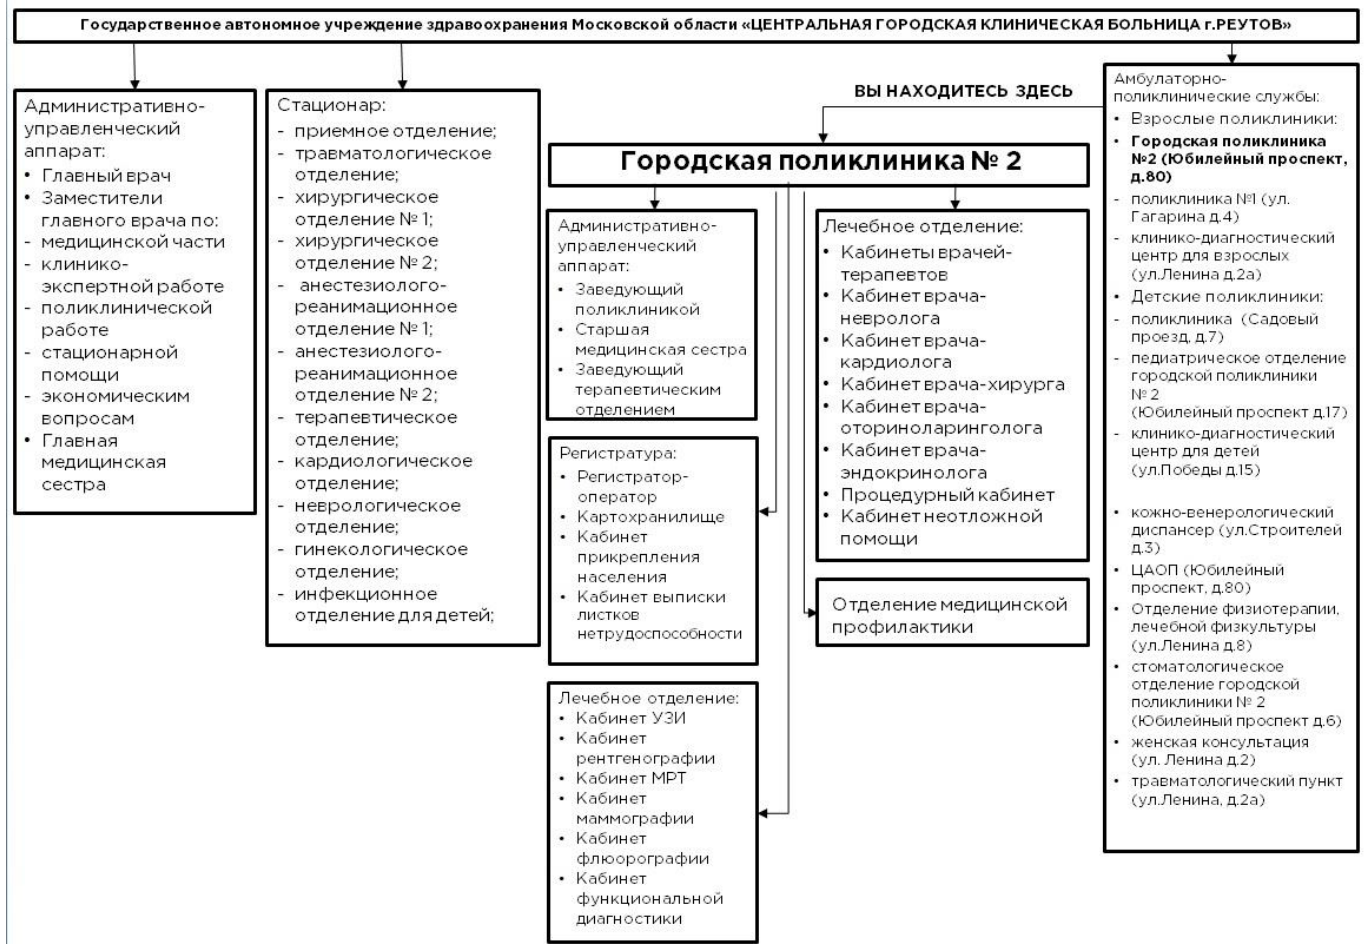 Государственное автономное учреждение здравоохранения Московской области «ЦЕНТРАЛЬНАЯ ГОРОДСКАЯ КЛИНИЧЕСКАЯ БОЛЬНИЦА г.РЕУТОВ»
Административно-
управленческий
аппарат:
• Главный врач
• Заместители
главного врача по:
- медицинской части
- клинико-
экспертной работе
- поликлинической
работе
- стационарной
помощи
- экономическим
вопросам
• Главная
медицинская
сестра
Стационар:
- приемное отделение;
- травматологическое
отделение;
- хирургическое
отделение № 1;
- хирургическое
отделение № 2;
- анестезиолого-
реанимационное
отделение № 1;
- анестезиолого-
реанимационное
отделение № 2;
- терапевтическое
отделение;
- кардиологическое
отделение;
- неврологическое
отделение;
- гинекологическое
отделение;
- инфекционное
отделение для детей;
ВЫ НАХОДИТЕСЬ ЗДЕСЬ
Городская поликлиника № 2
Административно-
управленческий
аппарат:
• Заведующий
поликлиникой
• Старшая
медицинская сестра
• Заведующий
терапевтическим
отделением
Регистратура:
• Регистратор-
оператор
• Картохранилище
• Кабинет
прикрепления
населения
• Кабинет выписки
листков
нетрудоспособности
Лечебное отделение:
• Кабинет УЗИ
• Кабинет
рентгенографии
• Кабинет МРТ
• Кабинет
маммографии
• Кабинет
флюорографии
• Кабинет
функциональной
диагностики
Лечебное отделение:
• Кабинеты врачей-
терапевтов
• Кабинет врача-
невролога
• Кабинет врача-
кардиолога
• Кабинет врача-хирурга
• Кабинет врача-
оториноларинголога
• Кабинет врача-
эндокринолога
• Процедурный кабинет
• Кабинет неотложной
помощи
Отделение медицинской
профилактики
Амбулаторно-
поликлинические службы:
• Взрослые поликлиники:
• Городская поликлиника
№2 (Юбилейный проспект,
д.80)
- поликлиника №1 (ул.
Гагарина д.4)
- клинико-диагностический
центр для взрослых
(ул.Ленина д.2а)
• Детские поликлиники:
- поликлиника (Садовый
проезд, д.7)
- педиатрическое отделение
городской поликлиники
№ 2
(Юбилейный проспект д.17)
- клинико-диагностический
центр для детей
(ул.Победы д.15)
• кожно-венерологический
диспансер (ул.Строителей
д.3)
• ЦАОП (Юбилейный
проспект, д.80)
• Отделение физиотерапии,
лечебной физкультуры
(ул.Ленина д.8)
• стоматологическое
отделение городской
поликлиники № 2
(Юбилейный проспект д.6)
• женская консультация
(ул. Ленина д.2)
• травматологический пункт
(ул.Ленина, д.2а)